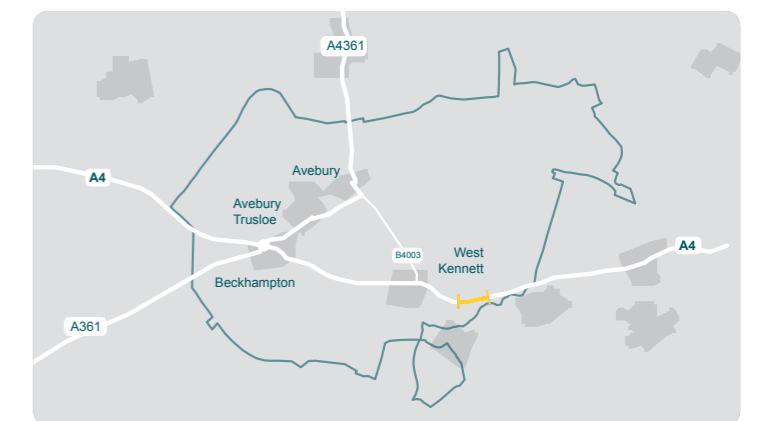 A4361
Avebury
A4
Avebury
Trusloe
B4003
West
Kennett
A4
Beckhampton
A361